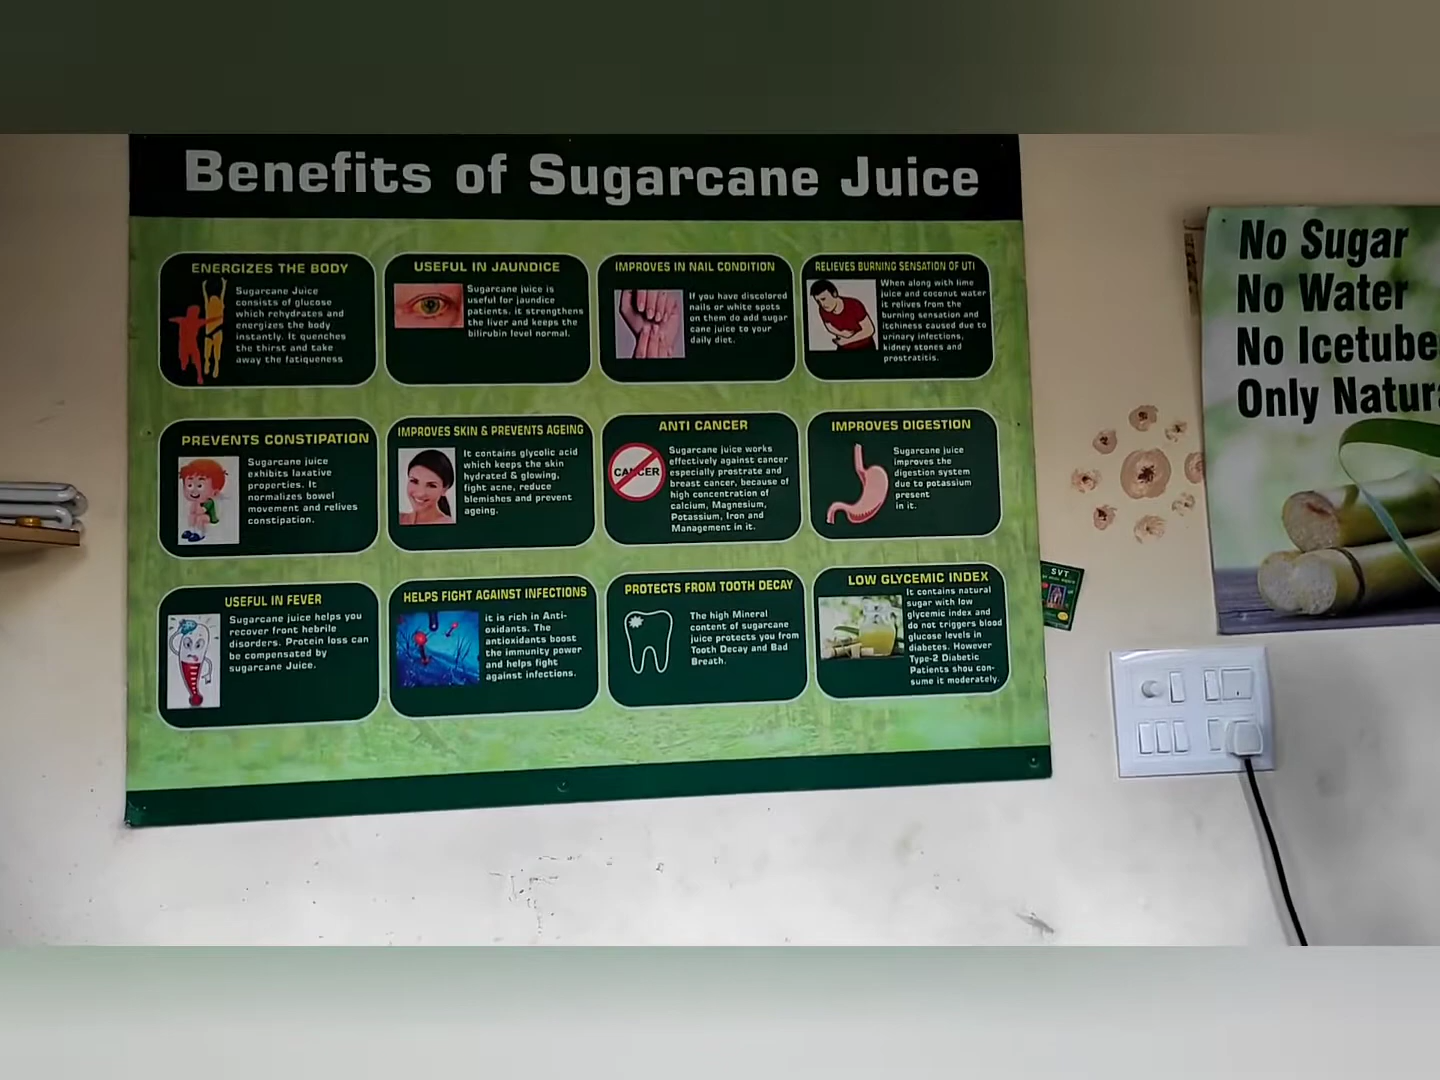 Benefits of Sugarcane Juice
ENERGIZES THE BODY
Sugarcane Juice
consists of glucose
which rehydrates and
energizes the body
instantly. It quenches
the thirst and take
away the fatiqueness
USEFUL IN JAUNDICE
Sugarcane juice is
useful for jaundice
patients. it strengthens
the liver and keeps the
bilirubin level normal.
IMPROVES IN NAIL CONDITION
If you have discolored
nails or white spots
on them do add sugar
cane juice to your
daily diet.
RELIEVES BURNING SENSATION OF UTI
When along with lime
juice and coconut water
it relives from the
burning sensation and
itchiness caused due to
urinary infections,
kidney stones and
prostratitis.
PREVENTS CONSTIPATION
Sugarcane juice
exhibits laxative
properties. It
normalizes bowel
movement and relives
constipation.
IMPROVES SKIN & PREVENTS AGEING
It contains glycolic acid
which keeps the skin
hydrated & glowing,
fight acne, reduce
blemishes and prevent
ageing.
ANTI CANCER
CANCER
Sugarcane juice works
effectively against cancer
especially prostrate and
breast cancer, because of
high concentration of
calcium, Magnesium,
Potassium, Iron and
Management in it.
IMPROVES DIGESTION
Sugarcane juice
improves the
digestion system
due to potassium
present
in it.
USEFUL IN FEVER
Sugarcane juice helps you
recover front hebrile
disorders. Protein loss can
be compensated by
sugarcane Juice.
HELPS FIGHT AGAINST INFECTIONS
it is rich in Anti-
oxidants. The
antioxidants boost
the immunity power
and helps fight
against infections.
PROTECTS FROM TOOTH DECAY
The high Mineral
content of sugarcane
juice protects you from
Tooth Decay and Bad
Breath.
LOW GLYCEMIC INDEX
It contains natural
sugar with low
glycemic index and
do not triggers blood
glucose levels in
diabetes. However
Type-2 Diabetic
Patients shou con-
sume it moderately.
SVT
No Sugar
No Water
No Icetube
Only Natura